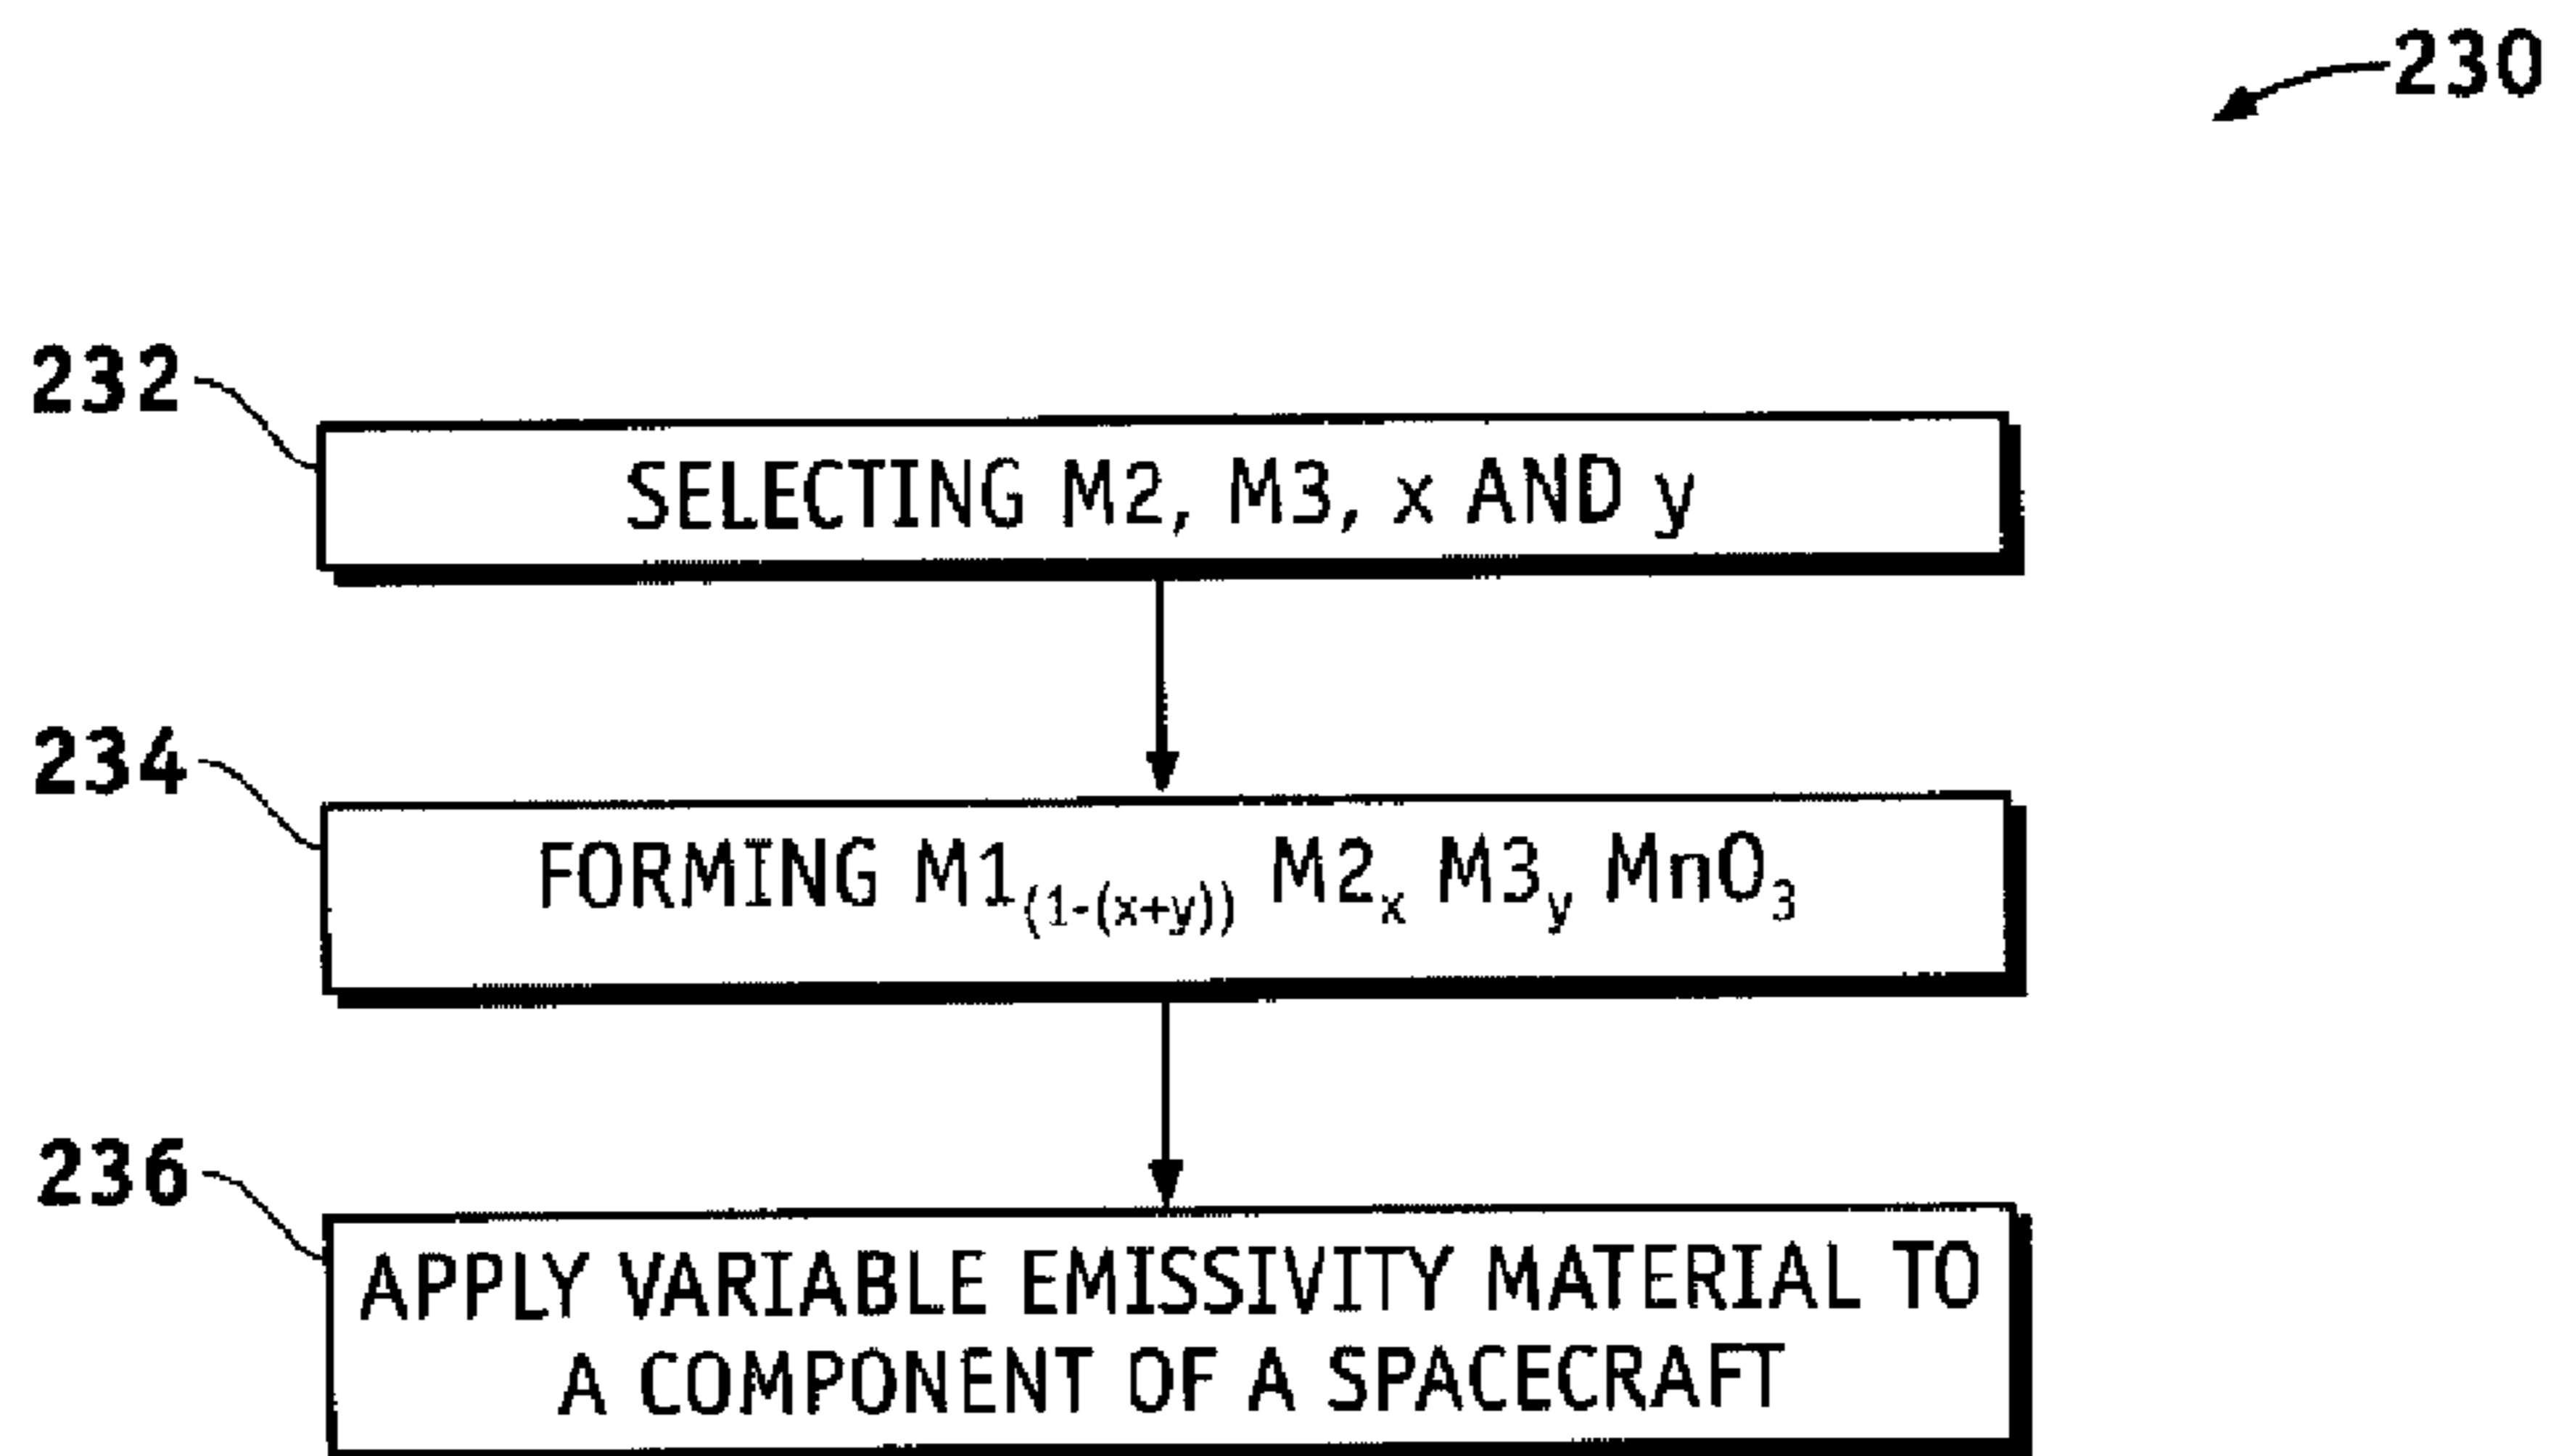 230
232
SELECTING M2, M3, x AND y
234
FORMING M1(1-(x+y)) M2x M3y MnO3
236
APPLY VARIABLE EMISSIVITY MATERIAL TO
A COMPONENT OF A SPACECRAFT